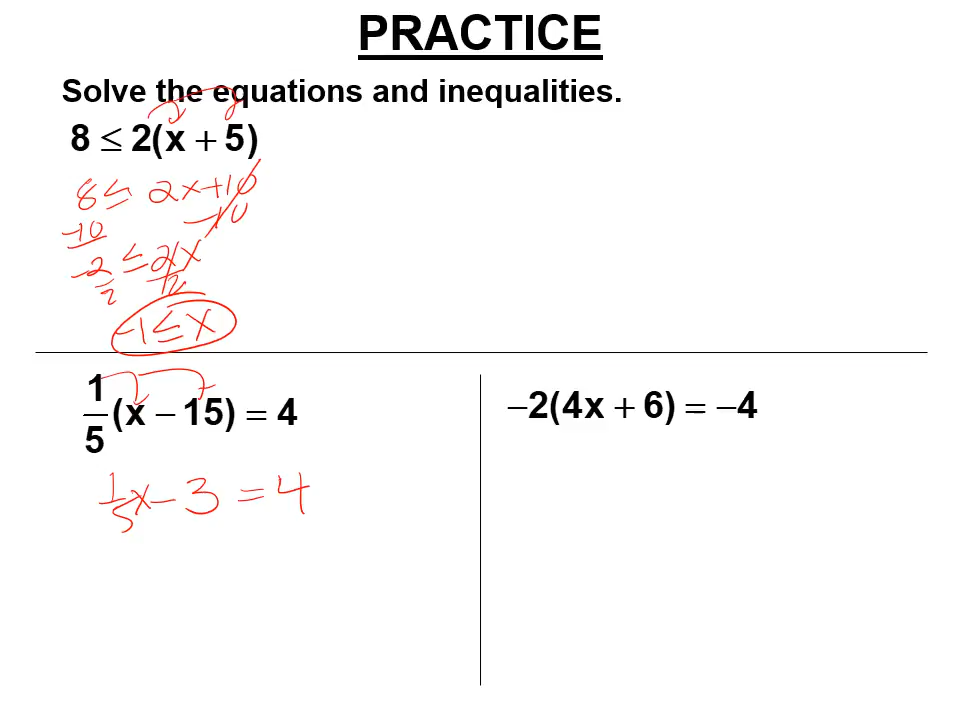 PRACTICE
Solve the equations and inequalities.
8 ≤ 2(x + 5)
8 ≤ 2x+10
-10 -10
-2 ≤ 2x
2 2
-1 ≤ x
1/5 (x − 15) = 4
1/5 x - 3 = 4
−2(4x + 6) = −4